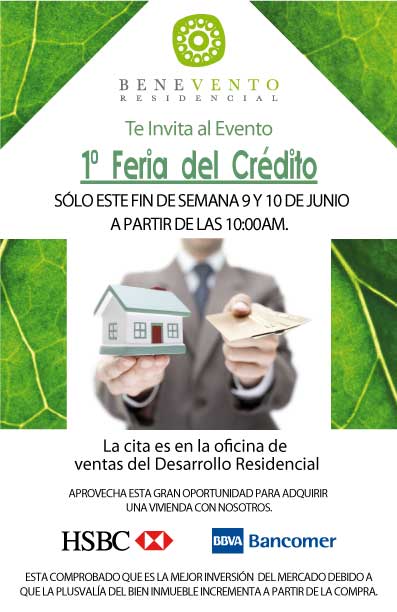 BENEVENTO
RESIDENCIAL
Te Invita al Evento
1º Feria del Crédito
SÓLO ESTE FIN DE SEMANA 9 Y 10 DE JUNIO
A PARTIR DE LAS 10:00AM.
La cita es en la oficina de
ventas del Desarrollo Residencial
APROVECHA ESTA GRAN OPORTUNIDAD PARA ADQUIRIR
UNA VIVIENDA CON NOSOTROS.
HSBC BBVA Bancomer
ESTA COMPROBADO QUE ES LA MEJOR INVERSIÓN DEL MERCADO DEBIDO A
QUE LA PLUSVALÍA DEL BIEN INMUEBLE INCREMENTA A PARTIR DE LA COMPRA.